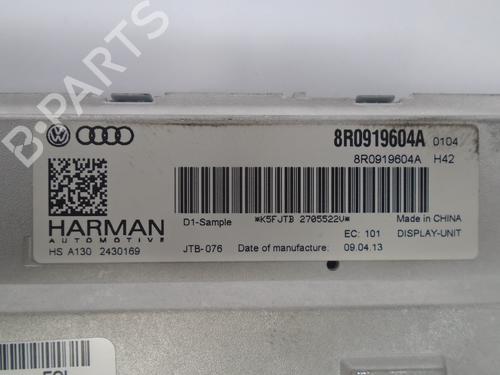 B-PARTS
8R0919604A 0104
8R0919604A H42
HARMAN
AUTOMOTIVE
D1-Sample *K5FJTB 2705522U* Made in CHINA
EC: 101 DISPLAY-UNIT
HS A130 2430169 JTB-076 Date of manufacture: 09.04.13